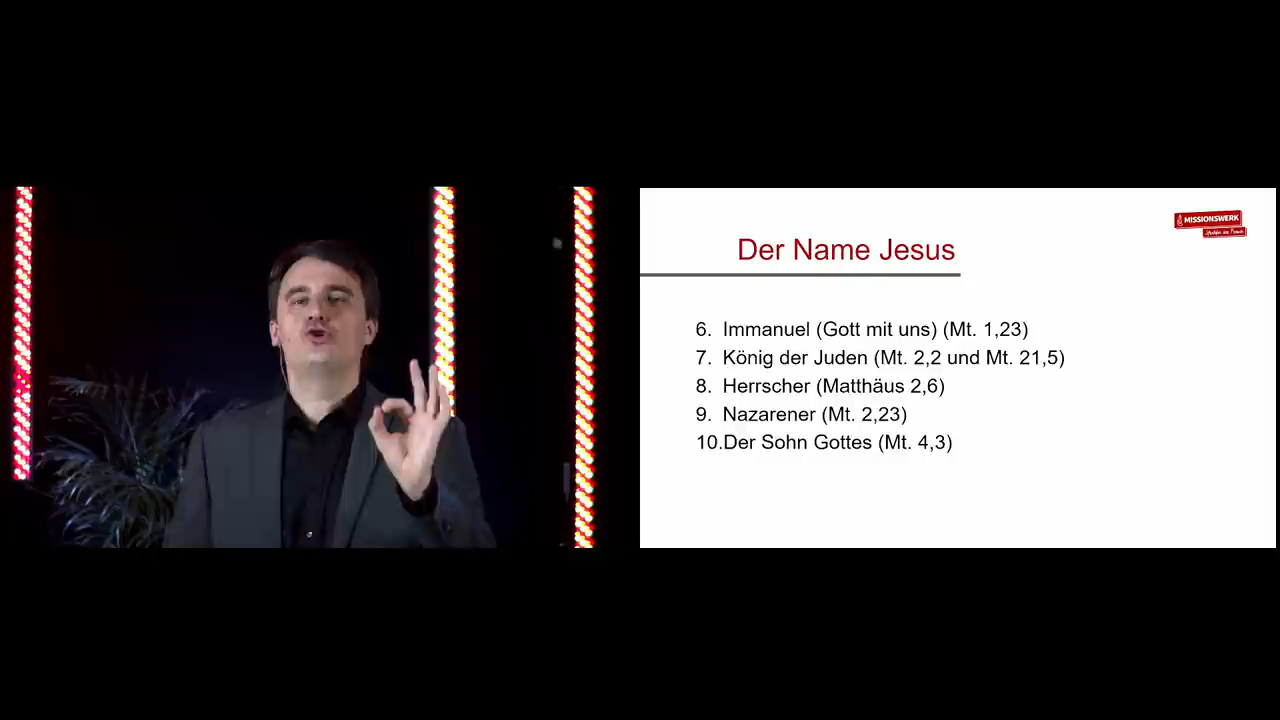 MISSIONSWERK
Der Name Jesus
6. Immanuel (Gott mit uns) (Mt. 1,23)
7. König der Juden (Mt. 2,2 und Mt. 21,5)
8. Herrscher (Matthäus 2,6)
9. Nazarener (Mt. 2,23)
10.Der Sohn Gottes (Mt. 4,3)